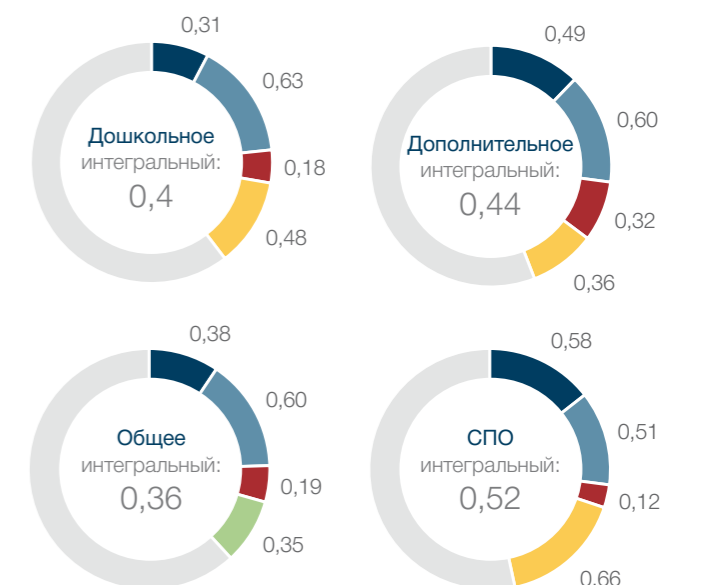 0,31
0,63
Дошкольное
интегральный:
0,4
0,18
0,48
0,49
0,60
Дополнительное
интегральный:
0,44
0,32
0,36
0,38
0,60
Общее
интегральный:
0,36
0,19
0,35
0,58
0,51
СПО
интегральный:
0,52
0,12
0,66